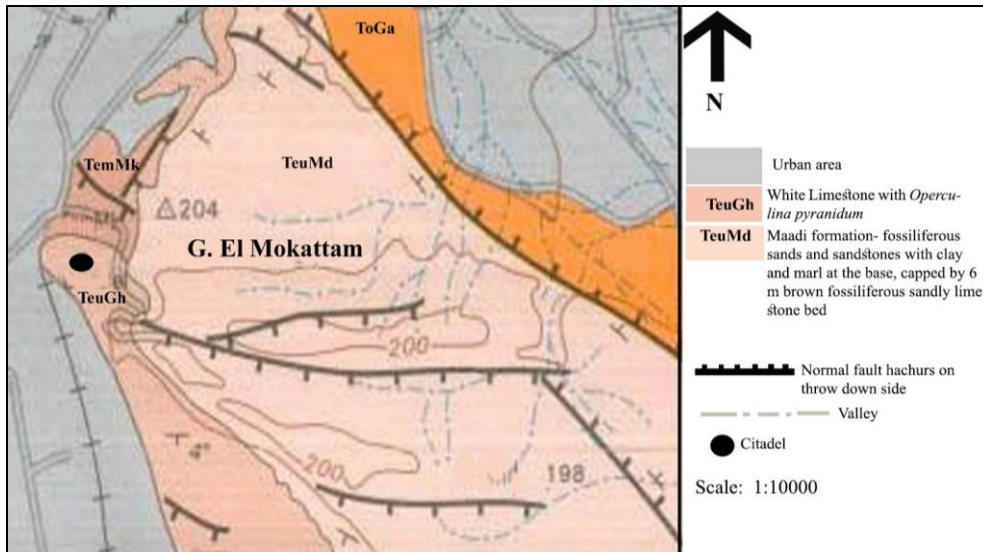 ToGa
N
TemMk
TeuMd
204
G. El Mokattam
TeuGh
200
4°
200
198
Urban area
TeuGh White Limestone with Opercu-
lina pyranidum
TeuMd Maadi formation- fossiliferous
sands and sandstones with clay
and marl at the base, capped by 6
m brown fossiliferous sandly lime
stone bed
Normal fault hachurs on
throw down side
Valley
Citadel
Scale: 1:10000